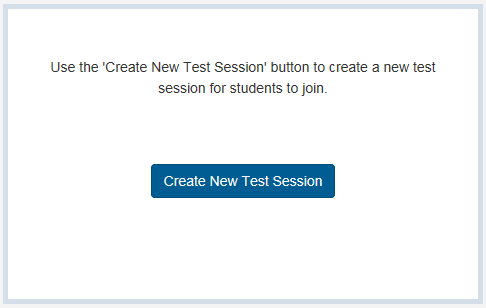 Use the 'Create New Test Session' button to create a new test
session for students to join.
Create New Test Session